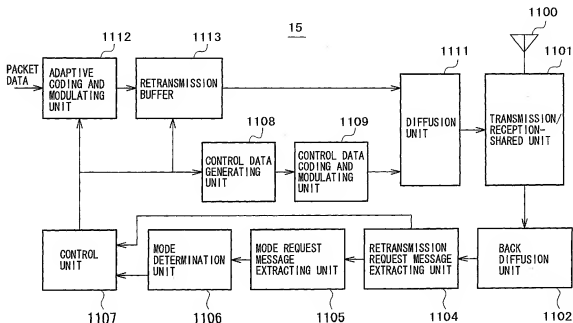 15
1112
1113
1111
1100
1101
PACKET
DATA
ADAPTIVE
CODING AND
MODULATING
UNIT
RETRANSMISSION
BUFFER
DIFFUSION
UNIT
TRANSMISSION/
RECEPTION-
SHARED UNIT
1108
1109
CONTROL DATA
GENERATING
UNIT
CONTROL DATA
CODING AND
MODULATING
UNIT
CONTROL
UNIT
MODE
DETERMINATION
UNIT
MODE REQUEST
MESSAGE
EXTRACTING UNIT
RETRANSMISSION
REQUEST MESSAGE
EXTRACTING UNIT
BACK
DIFFUSION
UNIT
1107
1106
1105
1104
1102